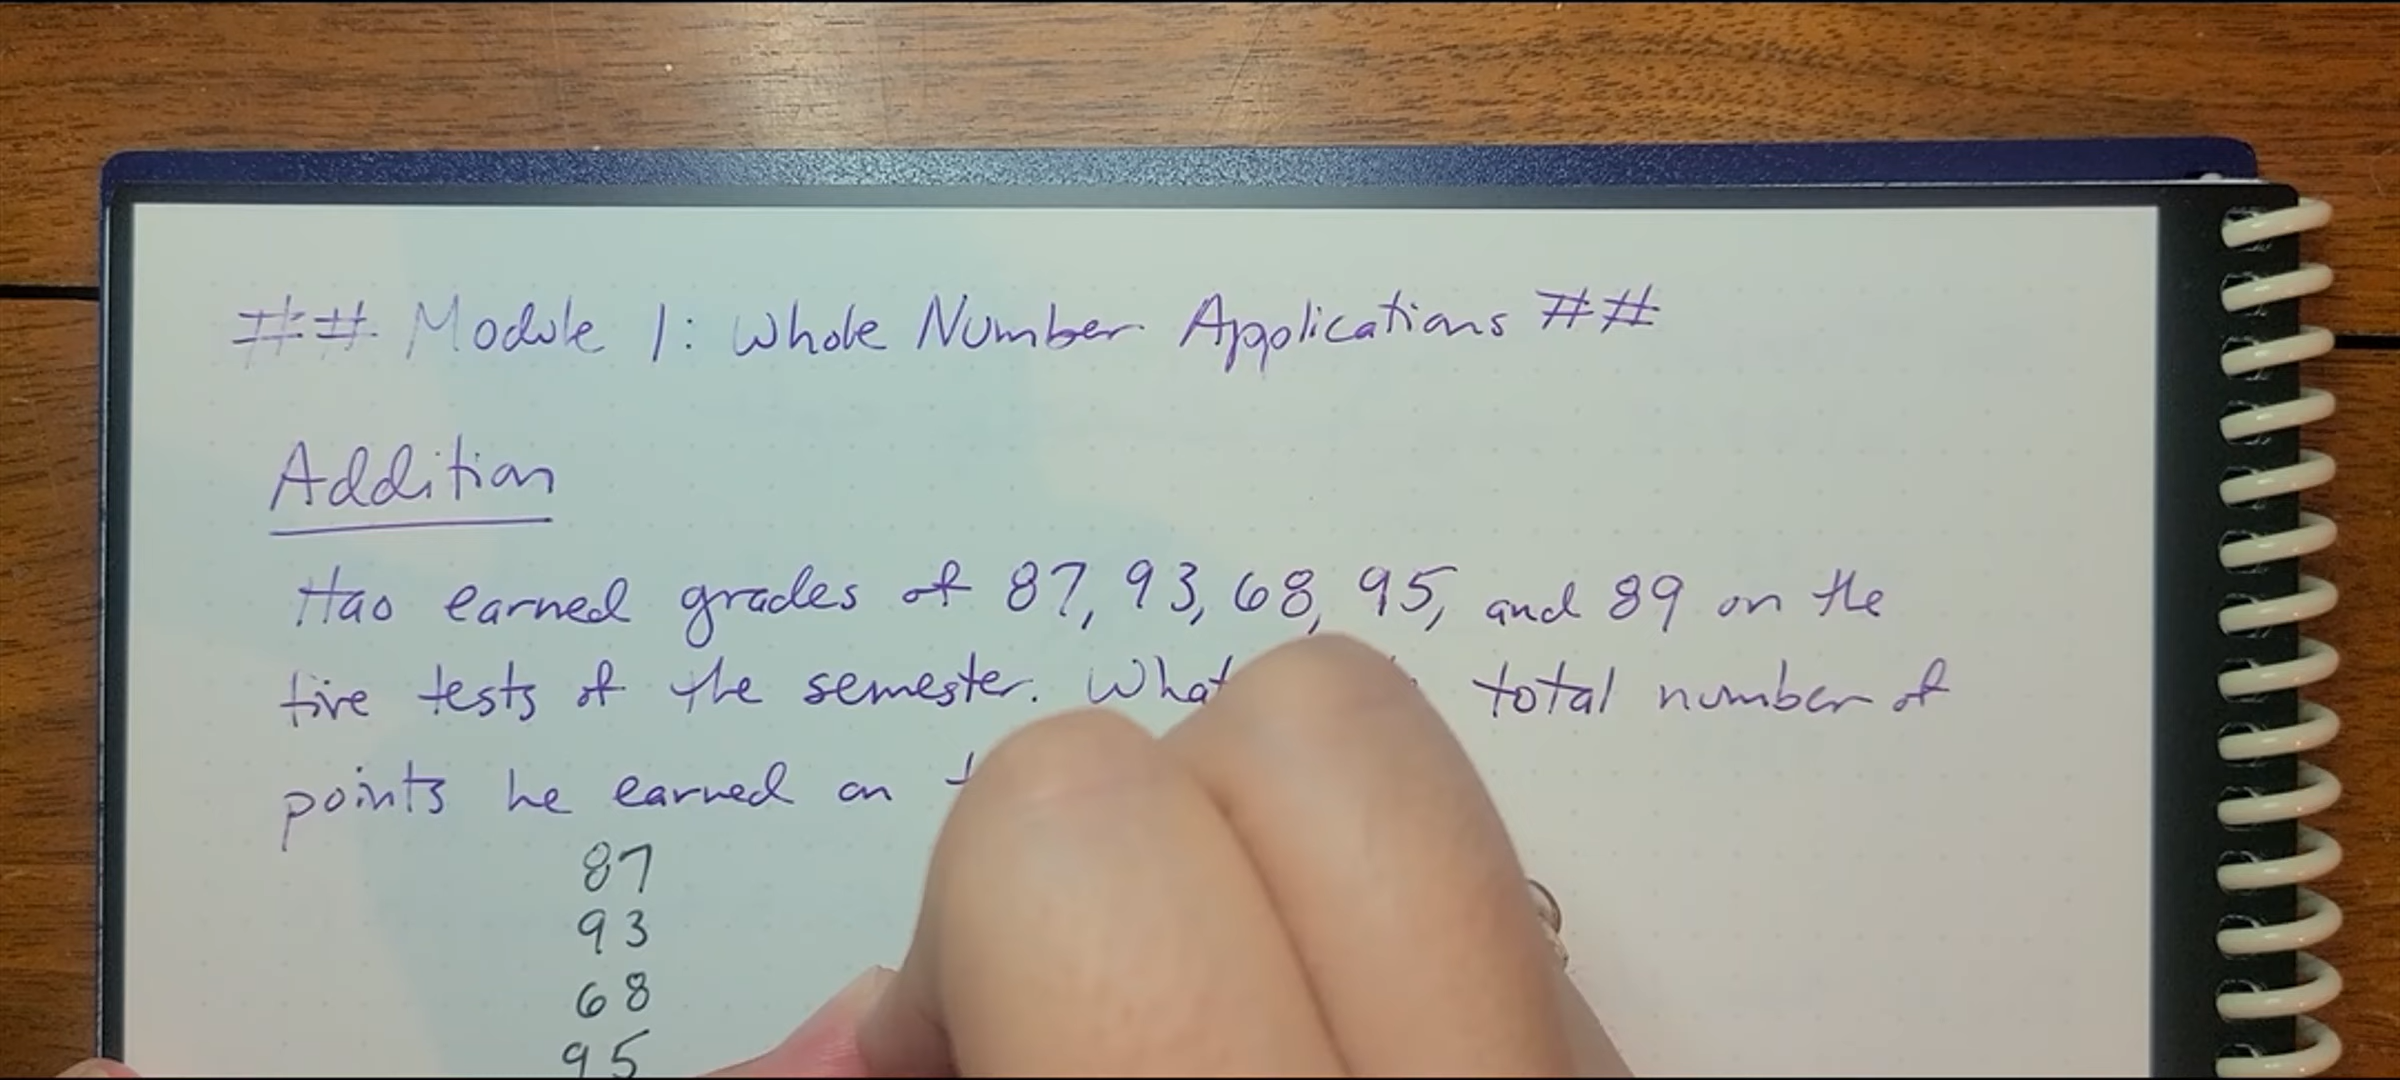 ## Module 1: Whole Number Applications ##
Addition
Hao earned grades of 87, 93, 68, 95, and 89 on the
five tests of the semester. What total number of
points he earned on
87
93
68
95